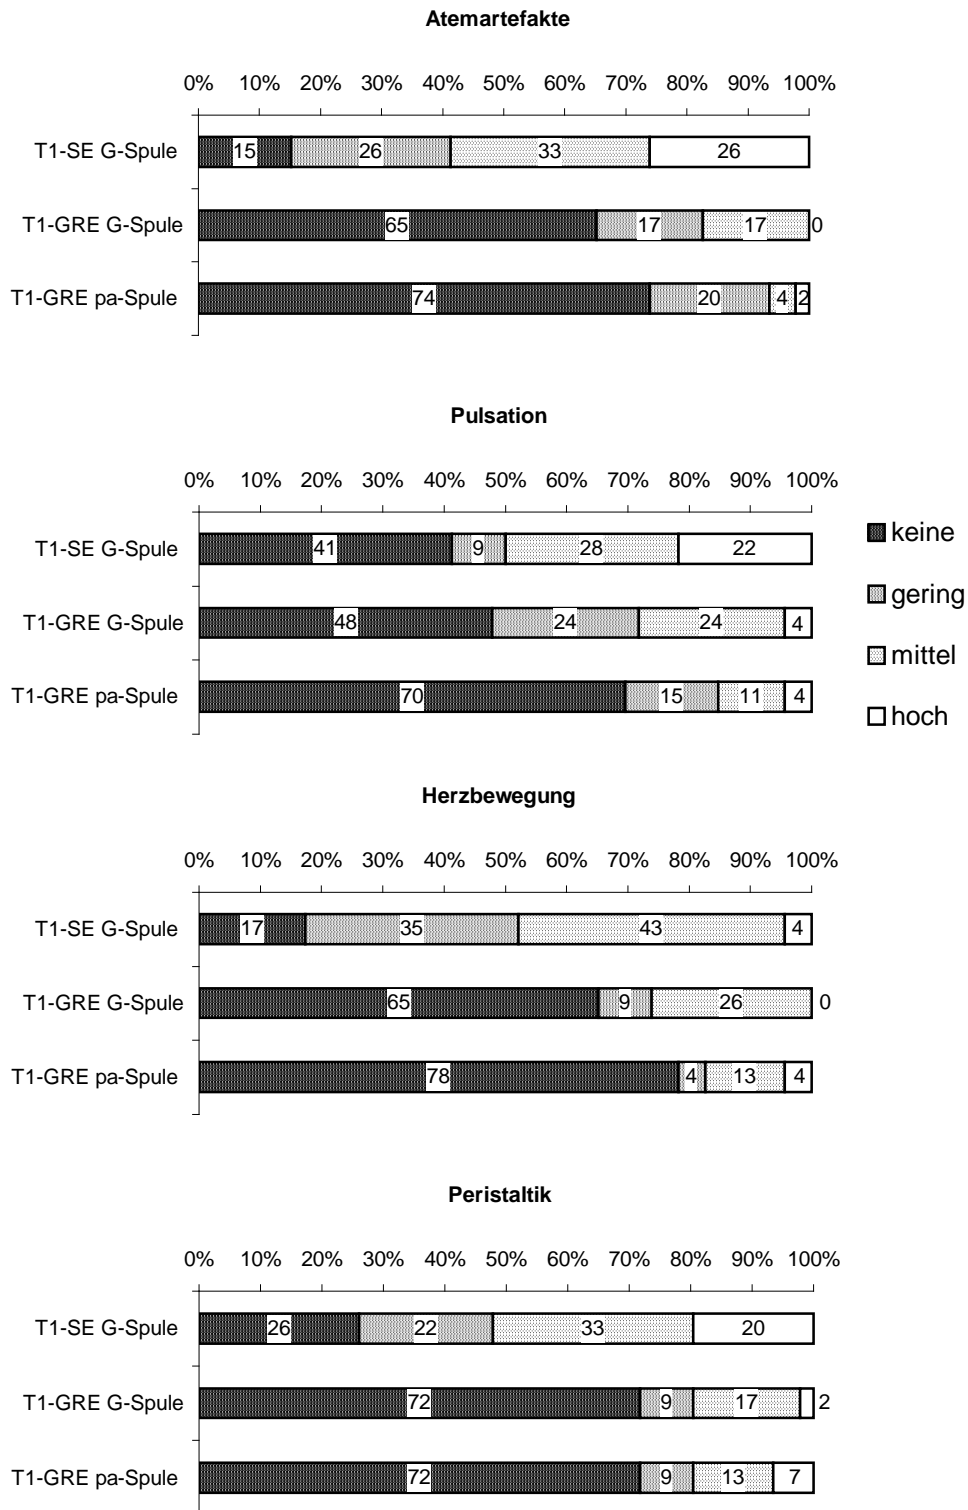 Atemartefakte
0% 10% 20% 30% 40% 50% 60% 70% 80% 90% 100%
T1-SE G-Spule 15 26 33 26
T1-GRE G-Spule 65 17 17 0
T1-GRE pa-Spule 74 20 4 2
Pulsation
0% 10% 20% 30% 40% 50% 60% 70% 80% 90% 100%
T1-SE G-Spule 41 9 28 22
T1-GRE G-Spule 48 24 24 4
T1-GRE pa-Spule 70 15 11 4
keine
gering
mittel
hoch
Herzbewegung
0% 10% 20% 30% 40% 50% 60% 70% 80% 90% 100%
T1-SE G-Spule 17 35 43 4
T1-GRE G-Spule 65 9 26 0
T1-GRE pa-Spule 78 4 13 4
Peristaltik
0% 10% 20% 30% 40% 50% 60% 70% 80% 90% 100%
T1-SE G-Spule 26 22 33 20
T1-GRE G-Spule 72 9 17 2
T1-GRE pa-Spule 72 9 13 7